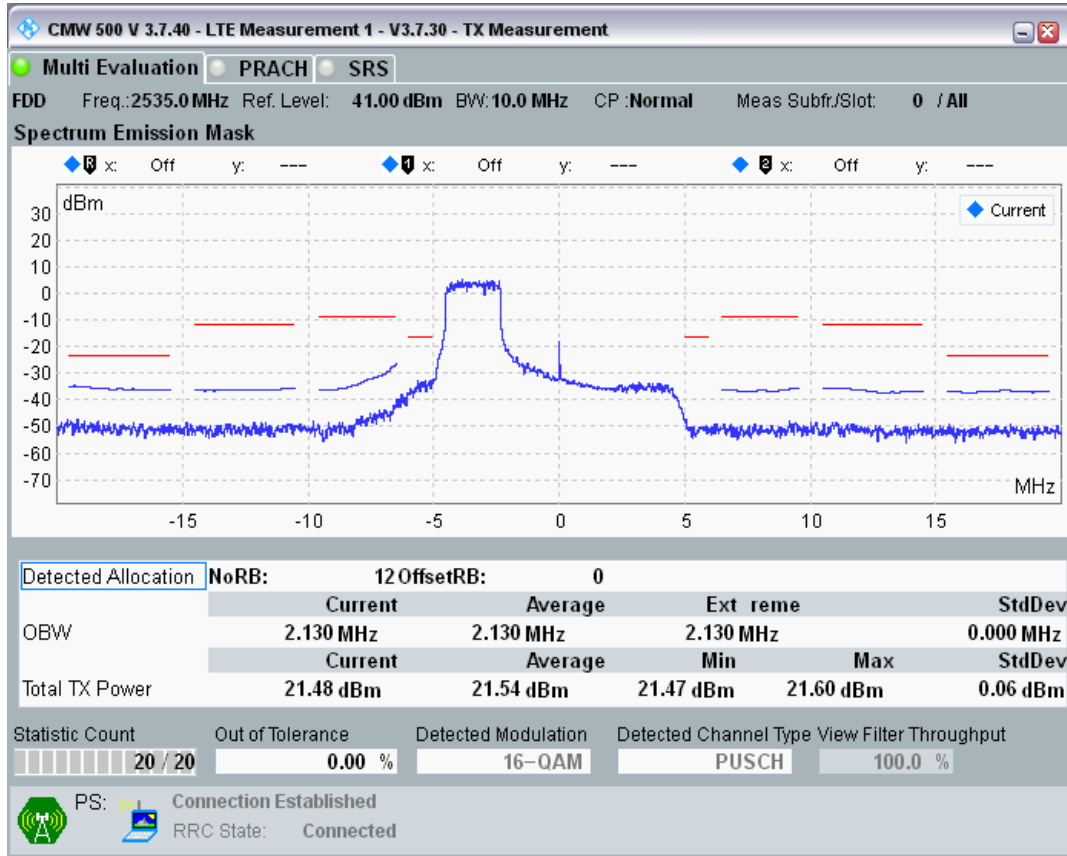 CMW 500 V 3.7.40 - LTE Measurement 1 - V3.7.30 - TX Measurement
Multi Evaluation PRACH SRS
FDD Freq.:2535.0 MHz Ref. Level: 41.00 dBm BW: 10.0 MHz CP :Normal Meas Subfr./Slot: 0 / All
Spectrum Emission Mask
R x: Off y: --- 1 x: Off y: --- 2 x: Off y: ---
dBm
Current
30
20
10
0
-10
-20
-30
-40
-50
-60
-70
MHz
-15 -10 -5 0 5 10 15
Detected Allocation NoRB: 12 OffsetRB: 0
Current Average Ext reme StdDev
OBW 2.130 MHz 2.130 MHz 2.130 MHz 0.000 MHz
Current Average Min Max StdDev
Total TX Power 21.48 dBm 21.54 dBm 21.47 dBm 21.60 dBm 0.06 dBm
Statistic Count Out of Tolerance Detected Modulation Detected Channel Type View Filter Throughput
20 / 20 0.00 % 16-QAM PUSCH 100.0 %
PS: Connection Established
RRC State: Connected